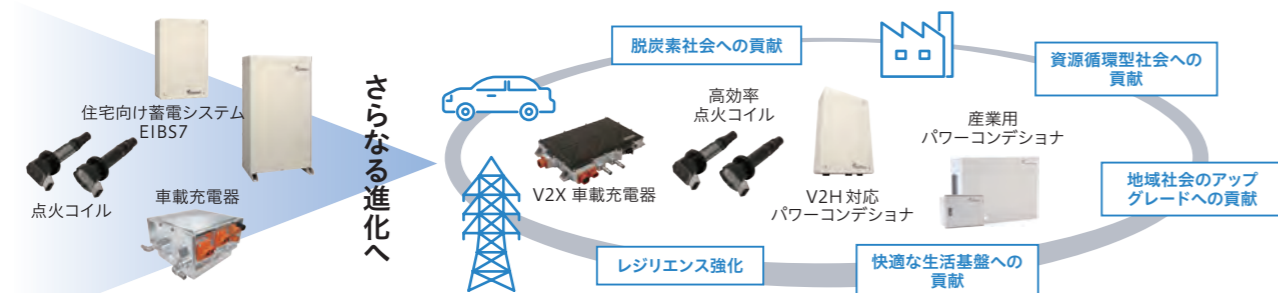 住宅向け蓄電システム
EIBS7
点火コイル
車載充電器
さらなる進化へ
脱炭素社会への貢献
資源循環型社会への
貢献
高効率
点火コイル
産業用
パワーコンデショナ
V2X 車載充電器
V2H 対応
パワーコンデショナ
地域社会のアップ
グレードへの貢献
レジリエンス強化
快適な生活基盤への
貢献